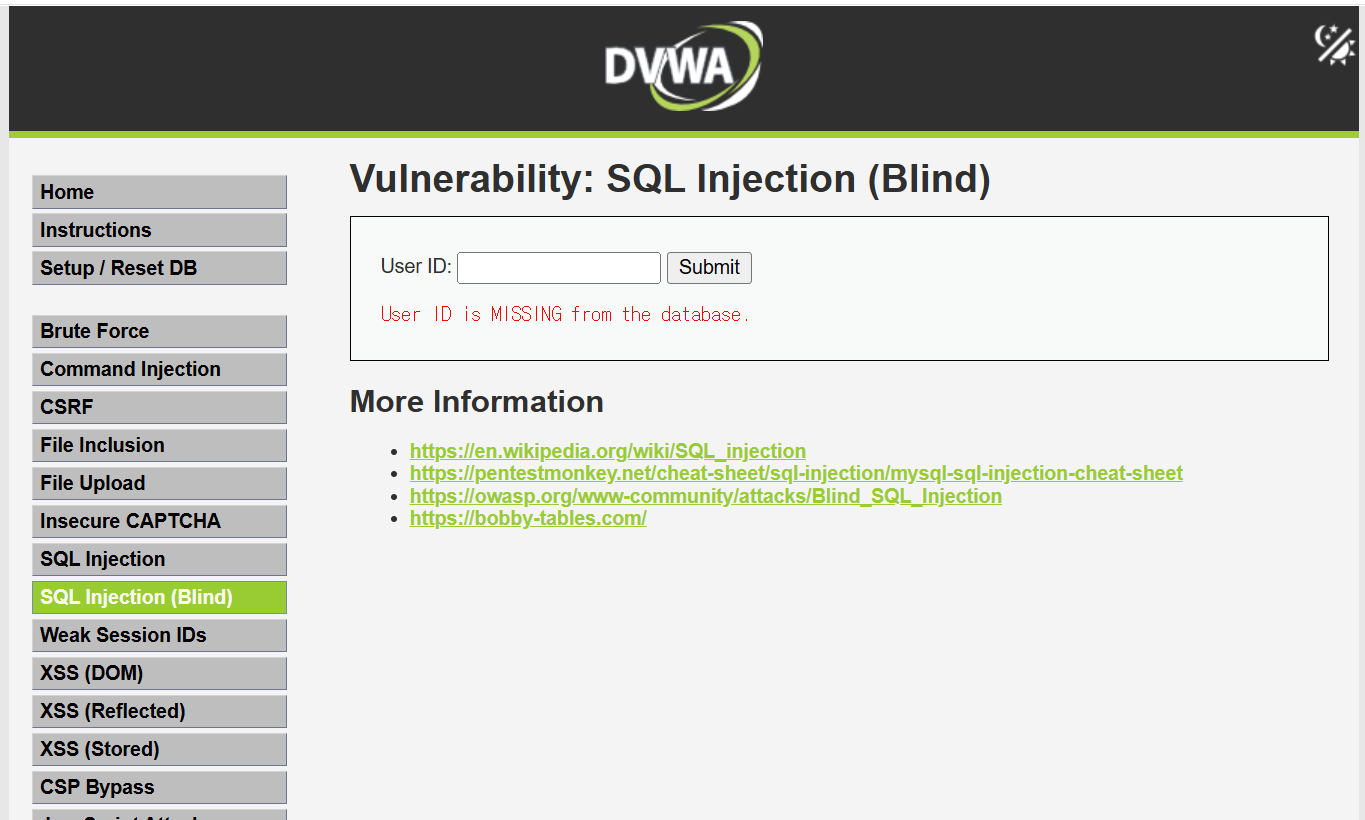 DVWA
Home
Instructions
Setup / Reset DB
Brute Force
Command Injection
CSRF
File Inclusion
File Upload
Insecure CAPTCHA
SQL Injection
SQL Injection (Blind)
Weak Session IDs
XSS (DOM)
XSS (Reflected)
XSS (Stored)
CSP Bypass
Vulnerability: SQL Injection (Blind)
User ID: Submit
User ID is MISSING from the database.
More Information
https://en.wikipedia.org/wiki/SQL_injection
https://pentestmonkey.net/cheat-sheet/sql-injection/mysql-sql-injection-cheat-sheet
https://owasp.org/www-community/attacks/Blind_SQL_Injection
https://bobby-tables.com/